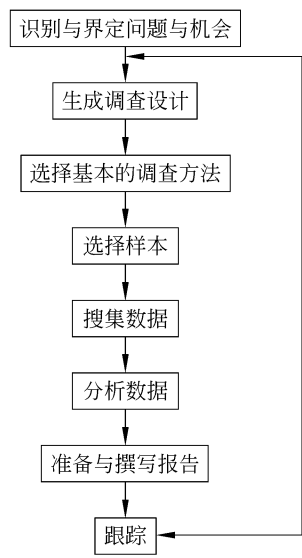 识别与界定问题与机会
生成调查设计
选择基本的调查方法
选择样本
搜集数据
分析数据
准备与撰写报告
跟踪